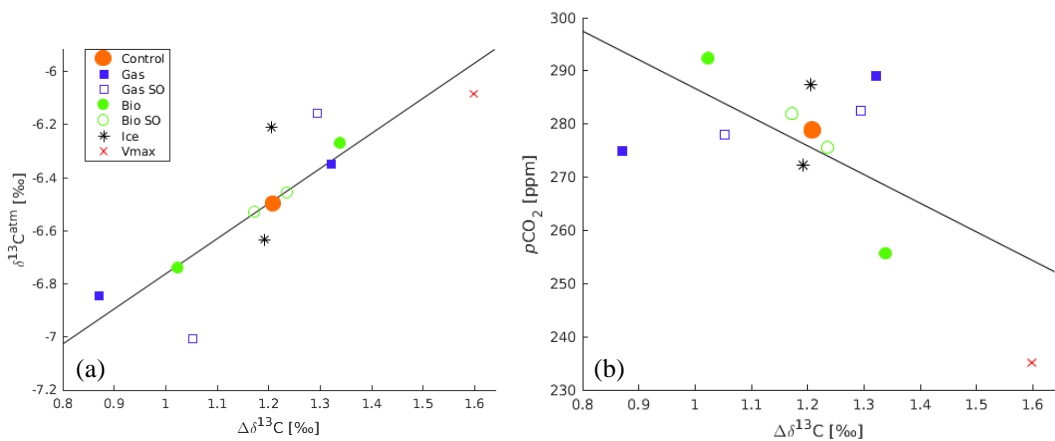 Control
Gas
Gas SO
Bio
Bio SO
Ice
Vmax
-6
-6.2
-6.4
-6.6
-6.8
-7
-7.2
δ¹³Cᵃᵗᵐ [‰]
(a)
0.8 0.9 1 1.1 1.2 1.3 1.4 1.5 1.6
Δδ¹³C [‰]
300
290
280
270
260
250
240
230
pCO₂ [ppm]
(b)
0.8 0.9 1 1.1 1.2 1.3 1.4 1.5 1.6
Δδ¹³C [‰]